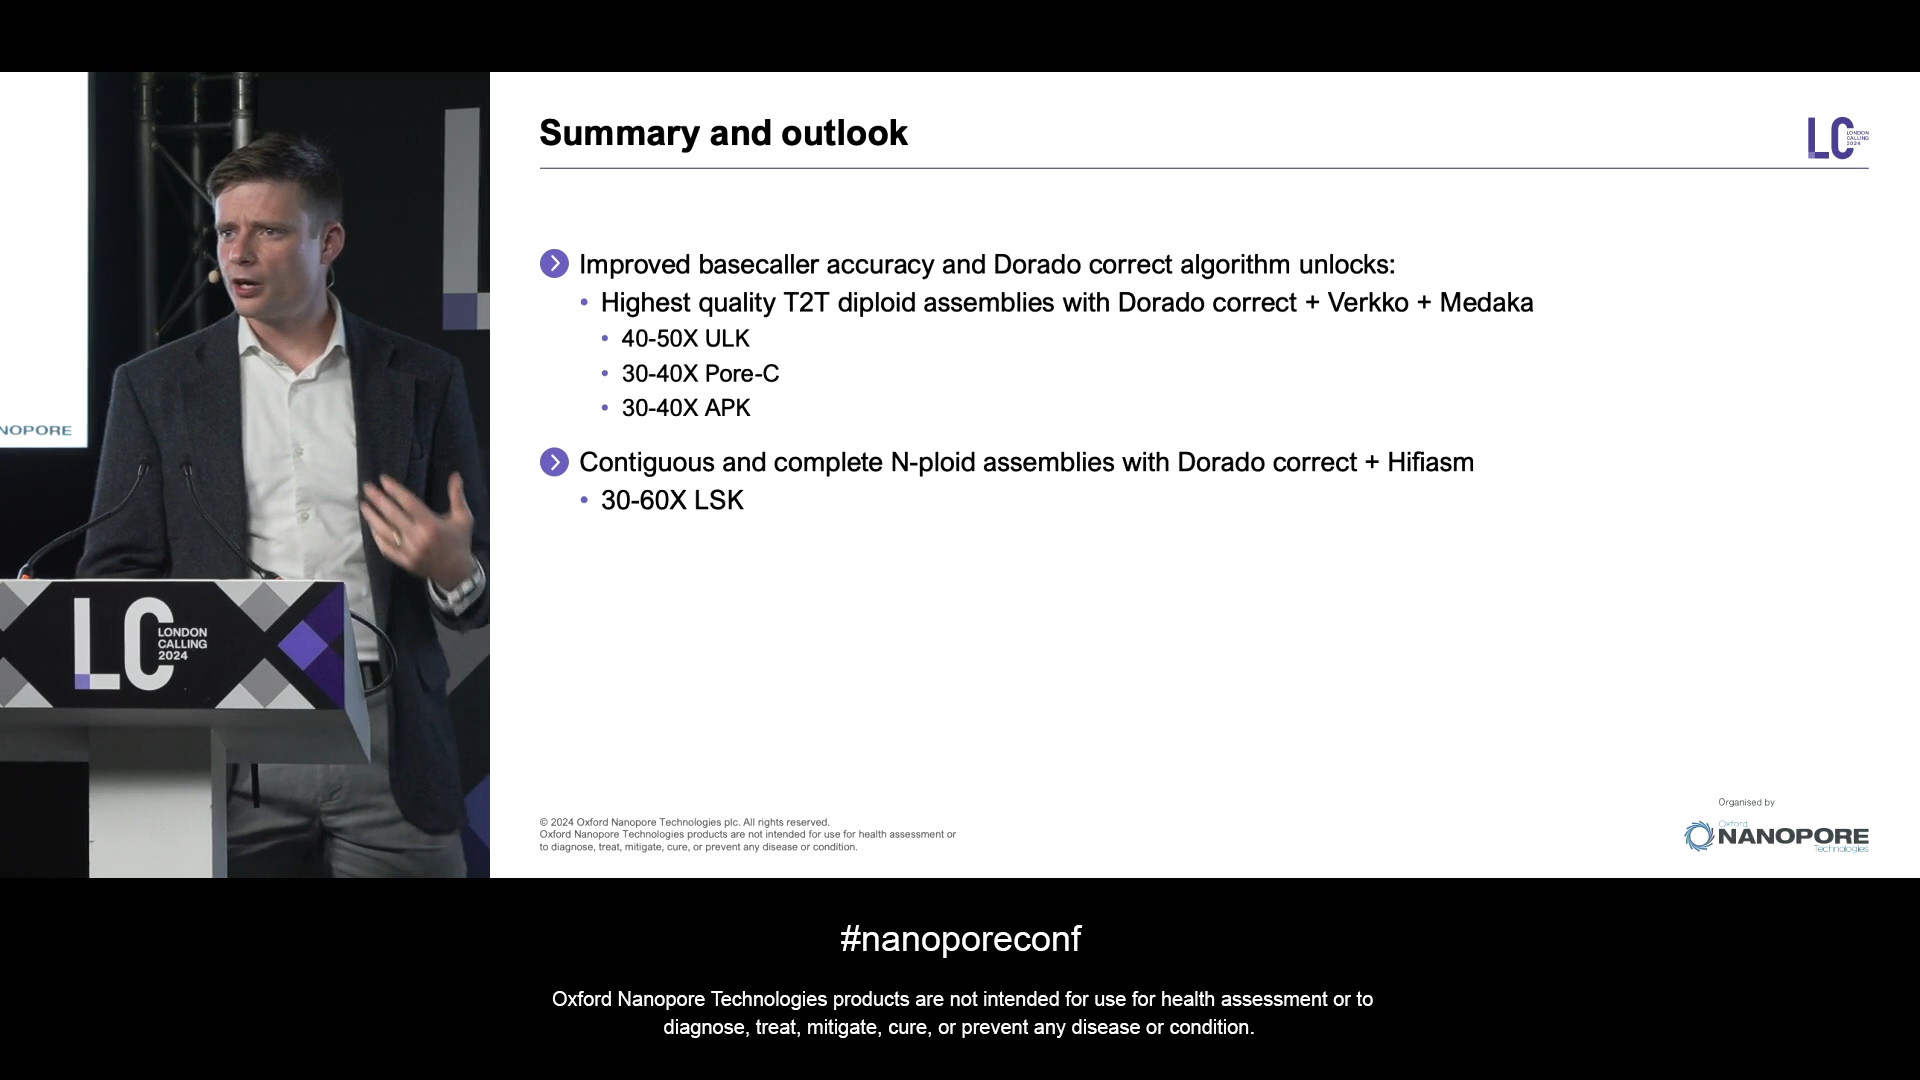 NOPORE
LC
LONDON
CALLING
2024
Summary and outlook
LC
LONDON
CALLING
2024
Improved basecaller accuracy and Dorado correct algorithm unlocks:
• Highest quality T2T diploid assemblies with Dorado correct + Verkko + Medaka
• 40-50X ULK
• 30-40X Pore-C
• 30-40X APK
Contiguous and complete N-ploid assemblies with Dorado correct + Hifiasm
• 30-60X LSK
© 2024 Oxford Nanopore Technologies plc. All rights reserved.
Oxford Nanopore Technologies products are not intended for use for health assessment or
to diagnose, treat, mitigate, cure, or prevent any disease or condition.
Organised by
Oxford
NANOPORE
Technologies
#nanoporeconf
Oxford Nanopore Technologies products are not intended for use for health assessment or to
diagnose, treat, mitigate, cure, or prevent any disease or condition.